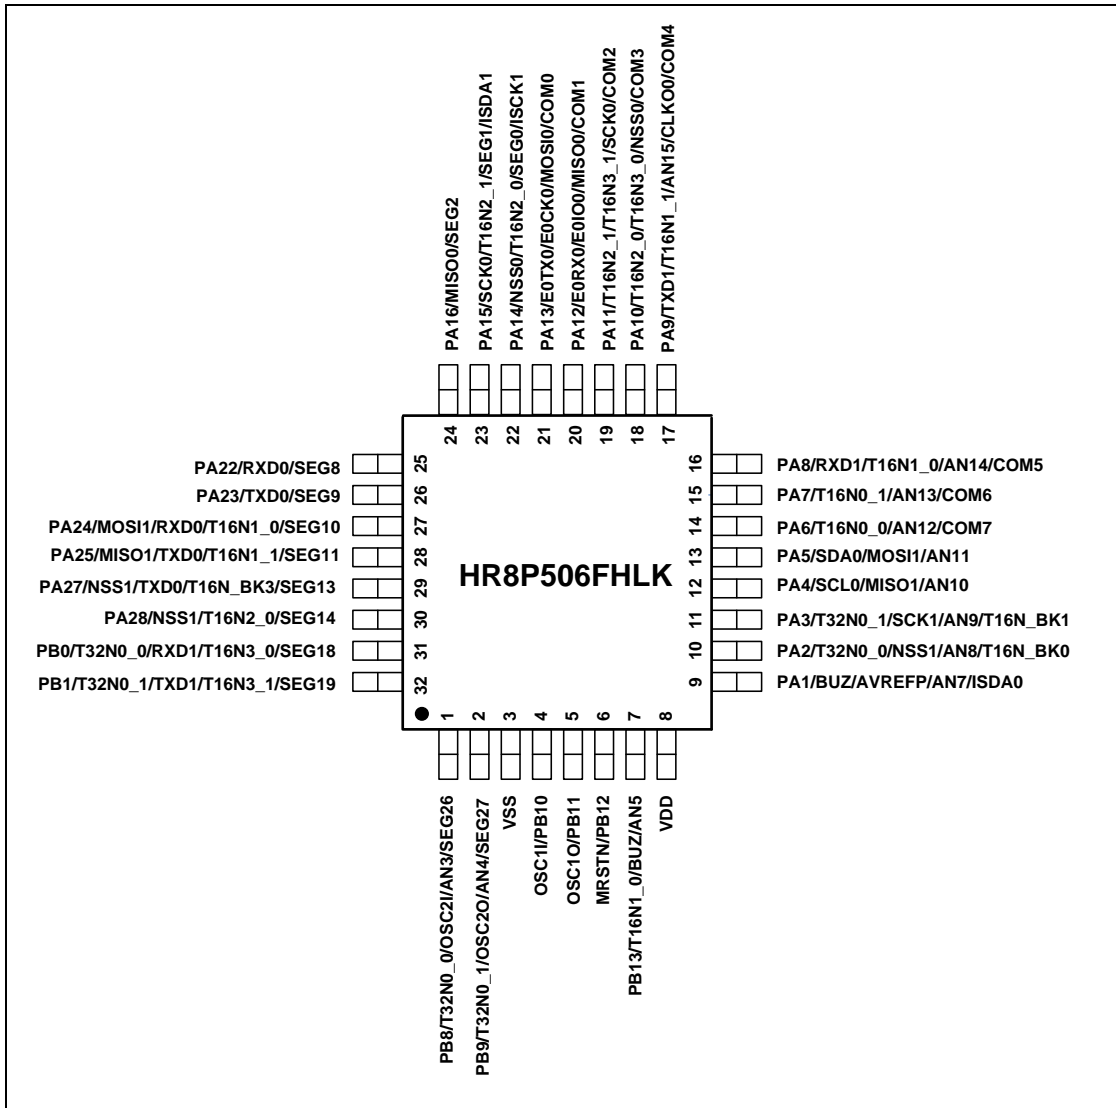 PA16/MISO0/SEG2
PA15/SCK0/T16N2_1/SEG1/ISDA1
PA14/NSS0/T16N2_0/SEG0/ISCK1
PA13/E0TX0/E0CK0/MOSI0/COM0
PA12/E0RX0/E0IO0/MISO0/COM1
PA11/T16N2_1/T16N3_1/SCK0/COM2
PA10/T16N2_0/T16N3_0/NSS0/COM3
PA9/TXD1/T16N1_1/AN15/CLKO0/COM4
24
23
22
21
20
19
18
17
PA22/RXD0/SEG8
25
PA23/TXD0/SEG9
26
PA24/MOSI1/RXD0/T16N1_0/SEG10
27
PA25/MISO1/TXD0/T16N1_1/SEG11
28
PA27/NSS1/TXD0/T16N_BK3/SEG13
29
PA28/NSS1/T16N2_0/SEG14
30
PB0/T32N0_0/RXD1/T16N3_0/SEG18
31
PB1/T32N0_1/TXD1/T16N3_1/SEG19
32
HR8P506FHLK
16
PA8/RXD1/T16N1_0/AN14/COM5
15
PA7/T16N0_1/AN13/COM6
14
PA6/T16N0_0/AN12/COM7
13
PA5/SDA0/MOSI1/AN11
12
PA4/SCL0/MISO1/AN10
11
PA3/T32N0_1/SCK1/AN9/T16N_BK1
10
PA2/T32N0_0/NSS1/AN8/T16N_BK0
9
PA1/BUZ/AVREFP/AN7/ISDA0
1
2
3
4
5
6
7
8
PB8/T32N0_0/OSC2I/AN3/SEG26
PB9/T32N0_1/OSC2O/AN4/SEG27
VSS
OSC1I/PB10
OSC1O/PB11
MRSTN/PB12
PB13/T16N1_0/BUZ/AN5
VDD